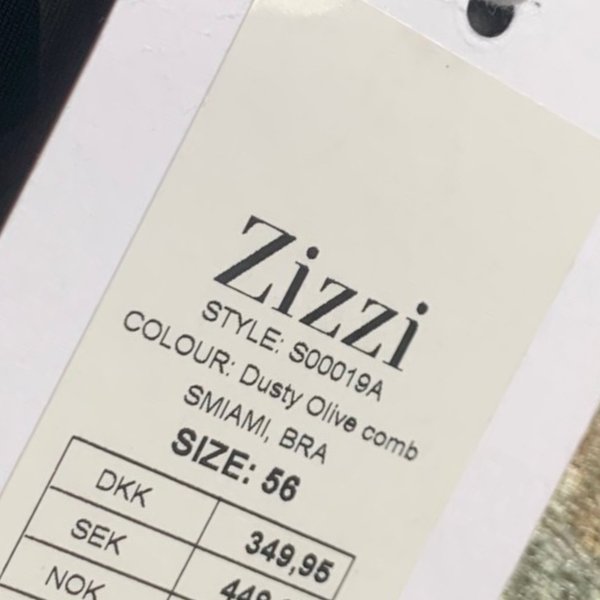 Zizzi
STYLE: S00019A
COLOUR: Dusty Olive comb
SMIAMI, BRA
SIZE: 56
DKK 349,95
SEK
NOK